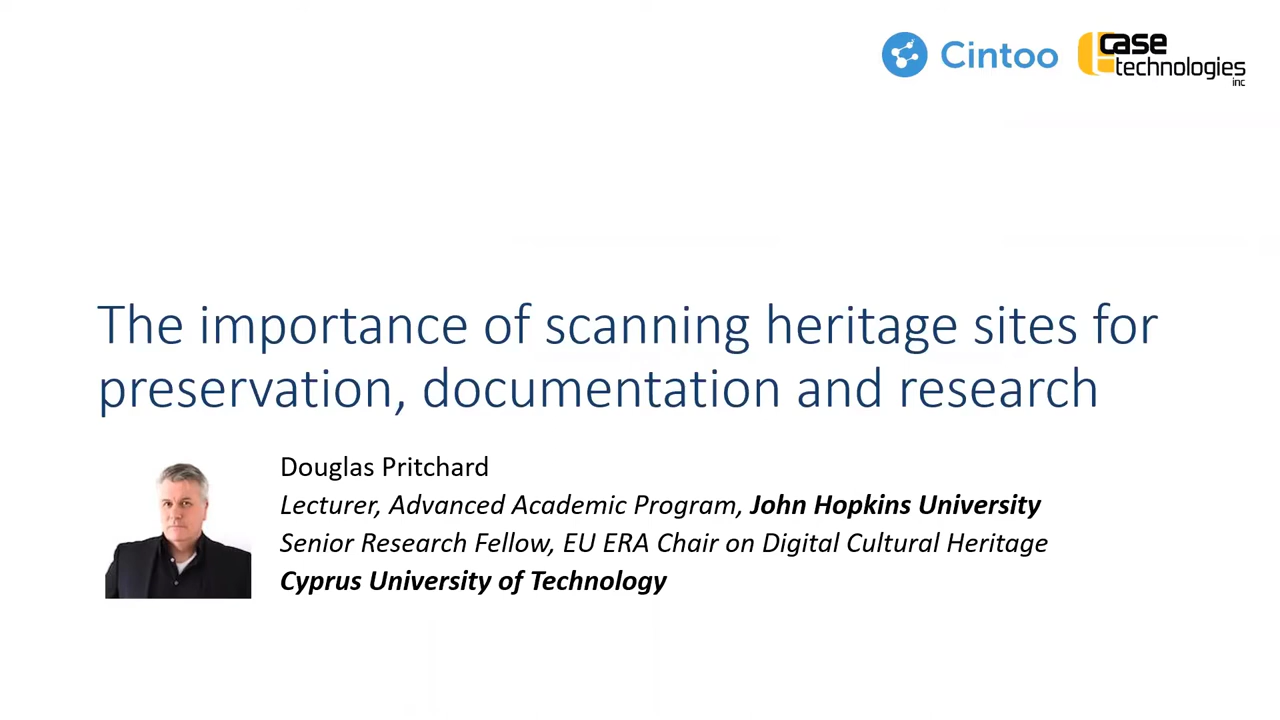 Cintoo
case
technologies
inc
The importance of scanning heritage sites for
preservation, documentation and research
Douglas Pritchard
Lecturer, Advanced Academic Program, John Hopkins University
Senior Research Fellow, EU ERA Chair on Digital Cultural Heritage
Cyprus University of Technology